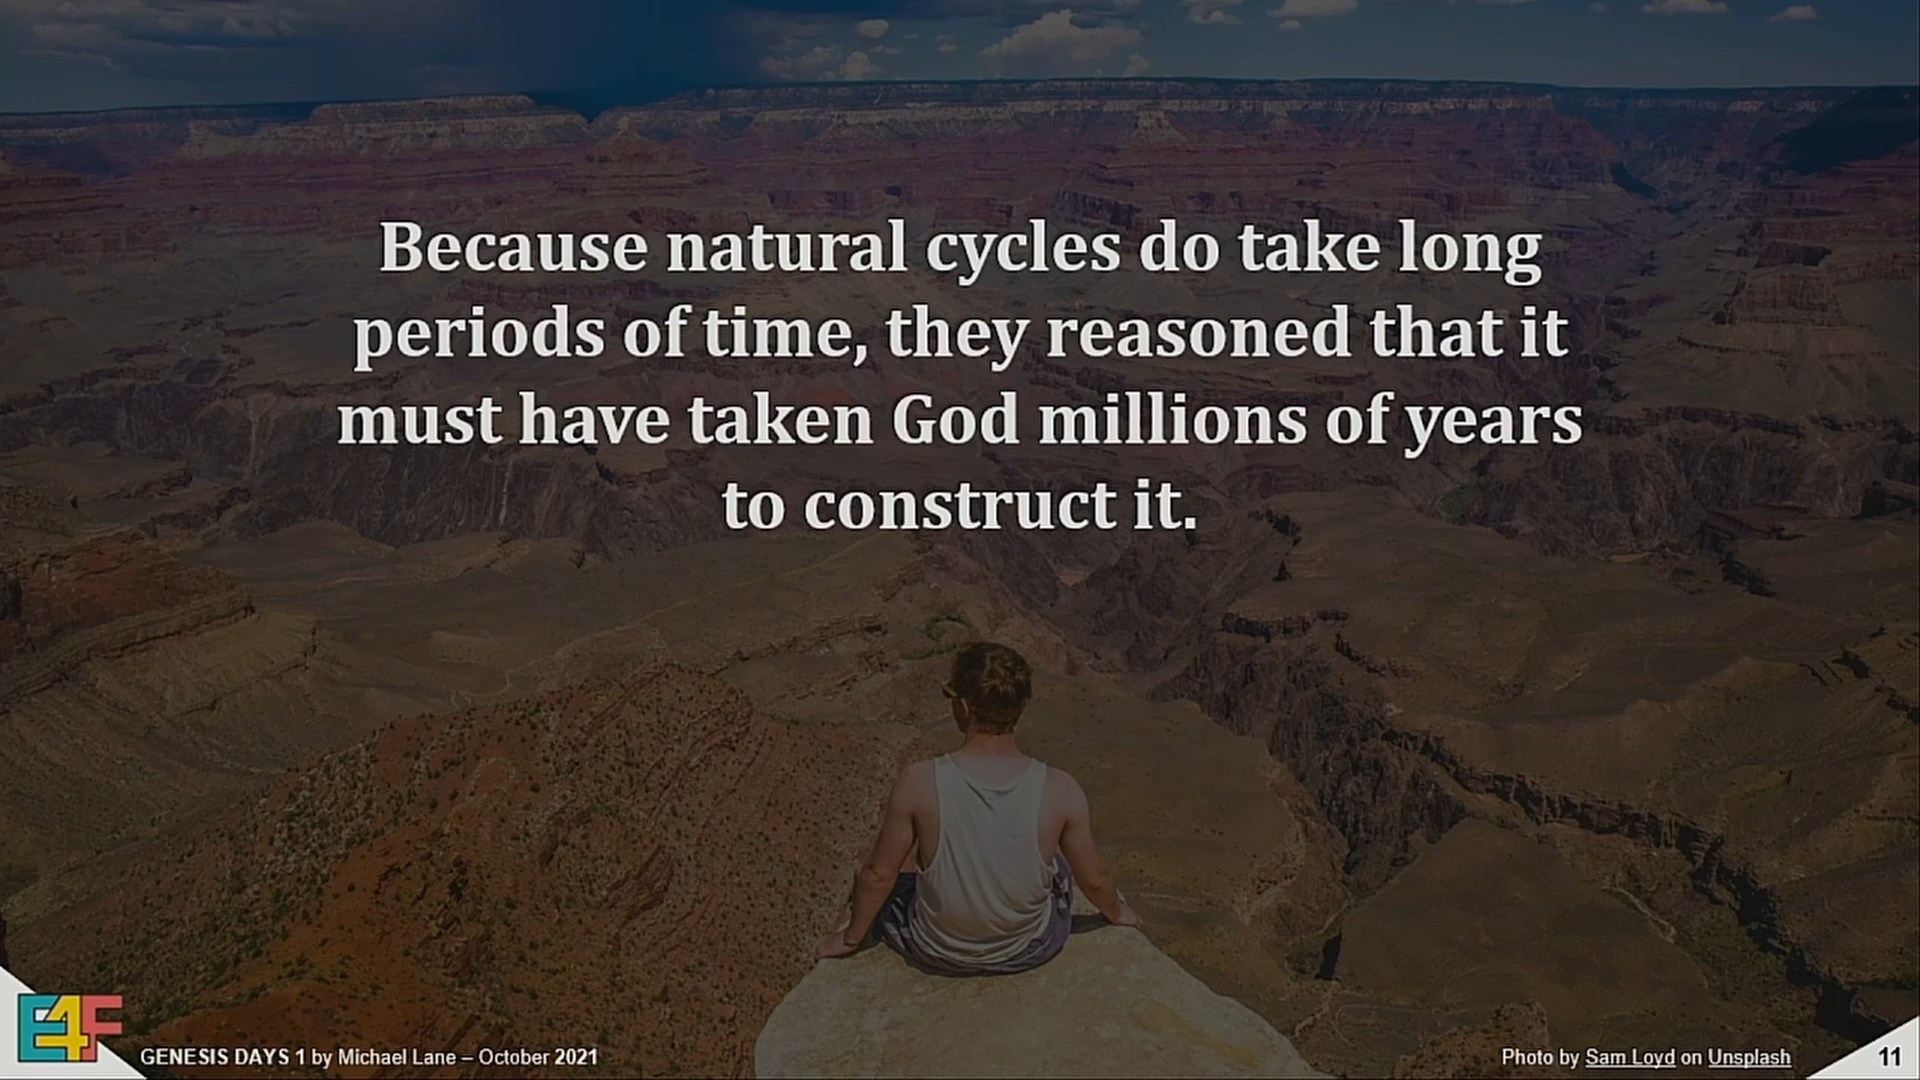 Because natural cycles do take long
periods of time, they reasoned that it
must have taken God millions of years
to construct it.
E4F
GENESIS DAYS 1 by Michael Lane – October 2021
Photo by Sam Loyd on Unsplash
11